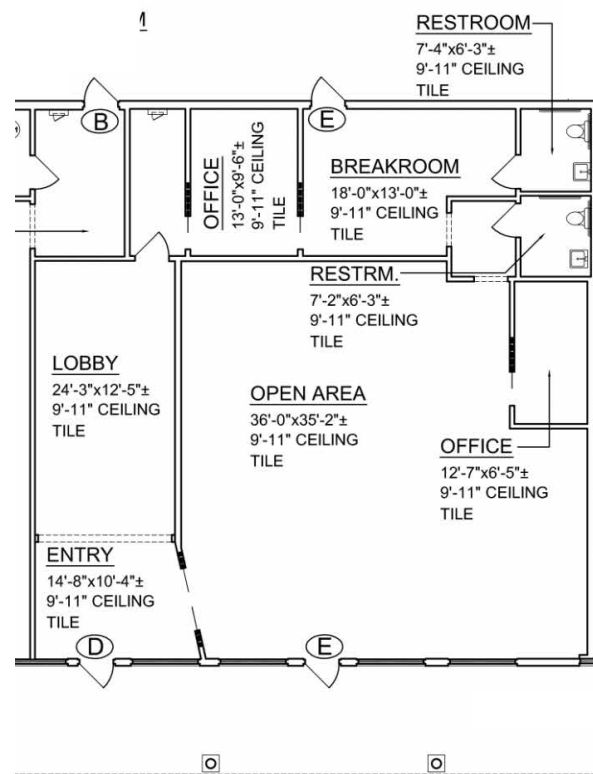 RESTROOM
7'-4"x6'-3"±
9'-11" CEILING
TILE
B
E
OFFICE
13'-0"x9'-6"±
9'-11" CEILING
TILE
BREAKROOM
18'-0"x13'-0"±
9'-11" CEILING
TILE
RESTRM.
7'-2"x6'-3"±
9'-11" CEILING
TILE
LOBBY
24'-3"x12'-5"±
9'-11" CEILING
TILE
OPEN AREA
36'-0"x35'-2"±
9'-11" CEILING
TILE
OFFICE
12'-7"x6'-5"±
9'-11" CEILING
TILE
ENTRY
14'-8"x10'-4"±
9'-11" CEILING
TILE
D
E